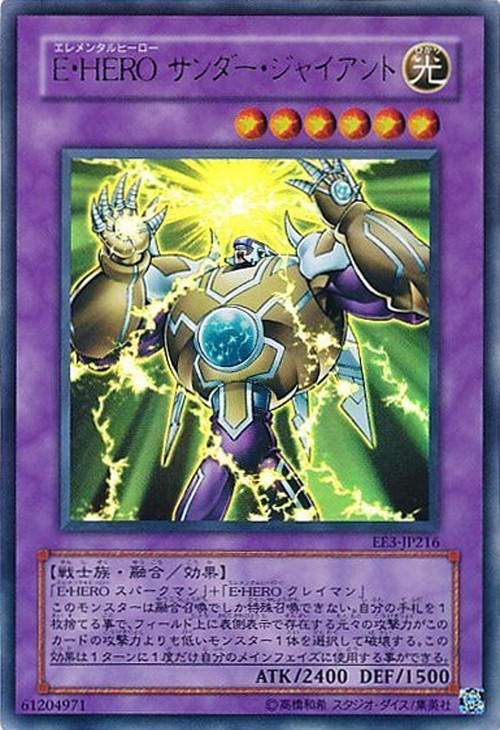 エレメンタルヒーロー
E・HERO サンダー・ジャイアント
ひかり
光
EE3-JP216
【戦士族・融合/効果】
「E・HERO スパークマン」+「E・HERO クレイマン」
このモンスターは融合召喚でしか特殊召喚できない。自分の手札を1
枚捨てる事で、フィールド上に表側表示で存在する元々の攻撃力がこ
カードの攻撃力よりも低いモンスター1体を選択して破壊する。この
効果は1ターンに1度だけ自分のメインフェイズに使用する事ができる。
ATK/2400 DEF/1500
61204971
©高橋和希 スタジオ・ダイス/集英社